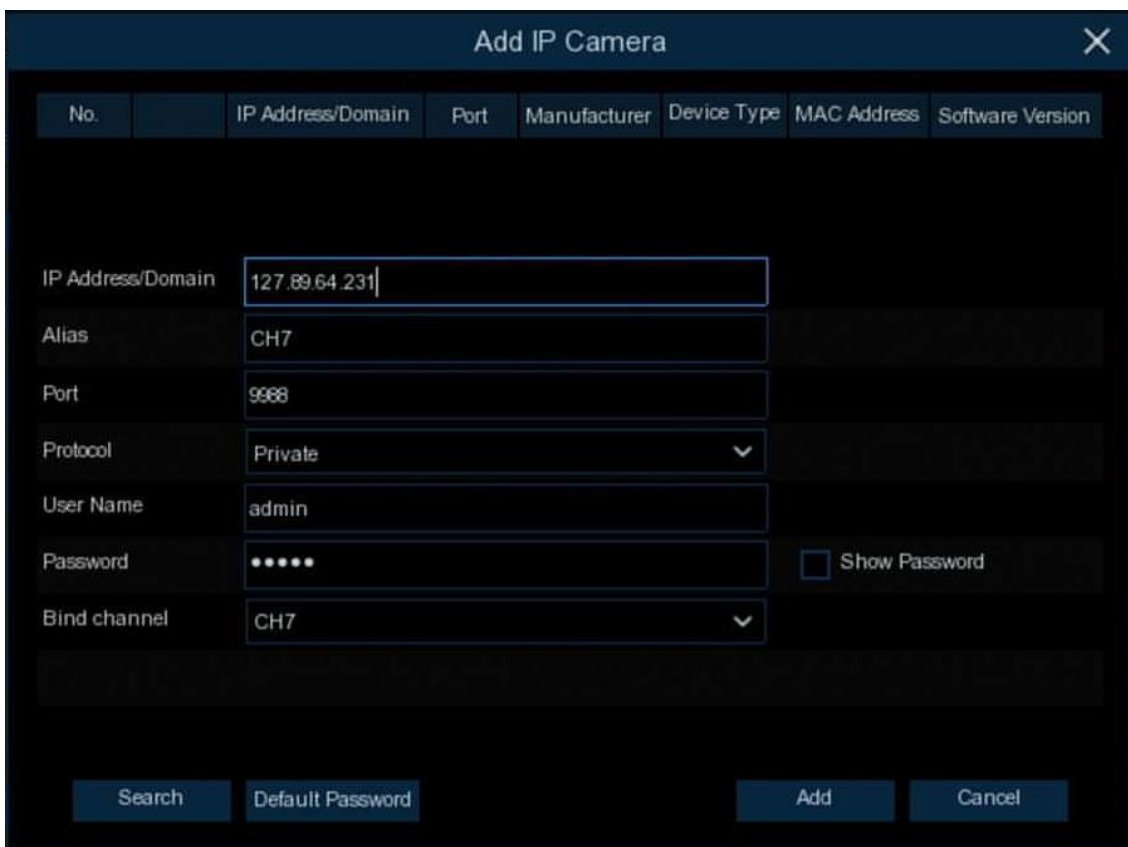 Add IP Camera
No. IP Address/Domain Port Manufacturer Device Type MAC Address Software Version
IP Address/Domain 127.89.64.231
Alias CH7
Port 9988
Protocol Private
User Name admin
Password •••••
Show Password
Bind channel CH7
Search Default Password Add Cancel